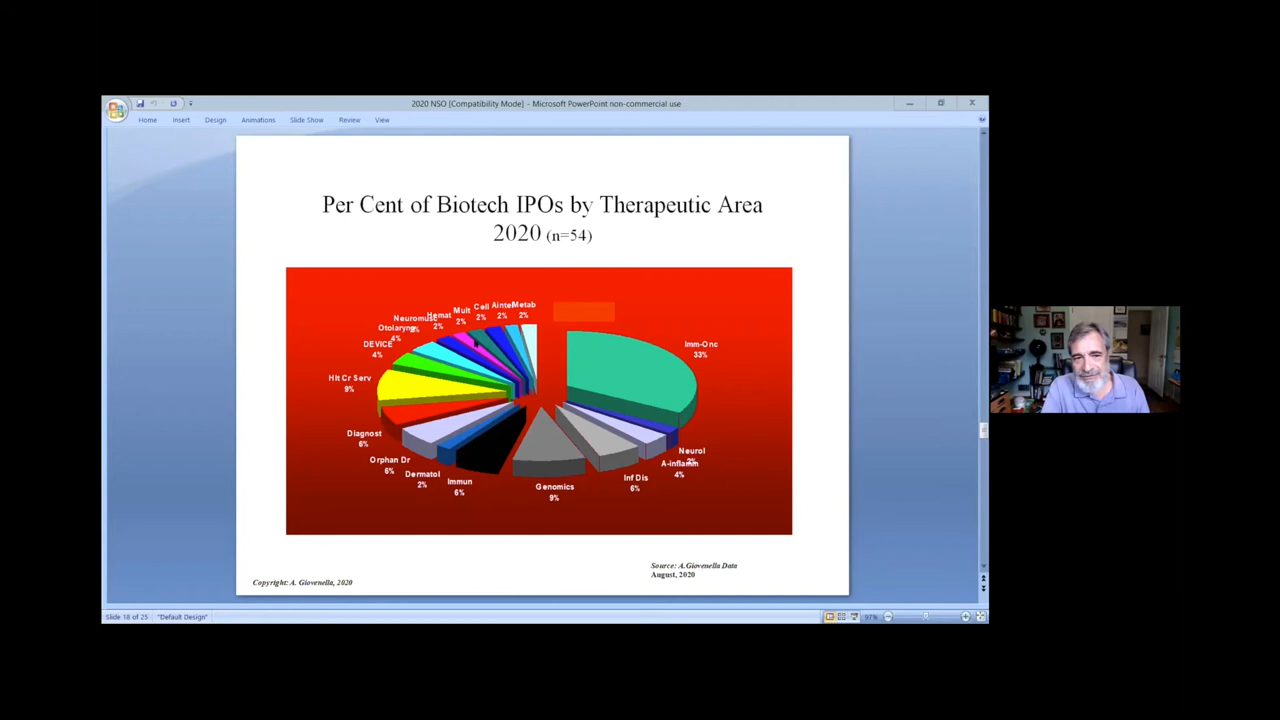 2020 NSO [Compatibility Mode] - Microsoft PowerPoint non-commercial use
Home Insert Design Animations Slide Show Review View
Per Cent of Biotech IPOs by Therapeutic Area
2020 (n=54)
Imm-Onc
33%
Neurol
2%
A-inflamm
4%
Inf Dis
6%
Genomics
9%
Immun
6%
Dermatol
2%
Orphan Dr
6%
Diagnost
6%
Hlt Cr Serv
9%
DEVICE
4%
Otolaryng
4%
Neuromusc
Hemat
2%
Mult
2%
Cell
2%
Aintel
2%
Metab
2%
Source: A.Giovenella Data
August, 2020
Copyright: A. Giovenella, 2020
Slide 18 of 25 "Default Design" 97%